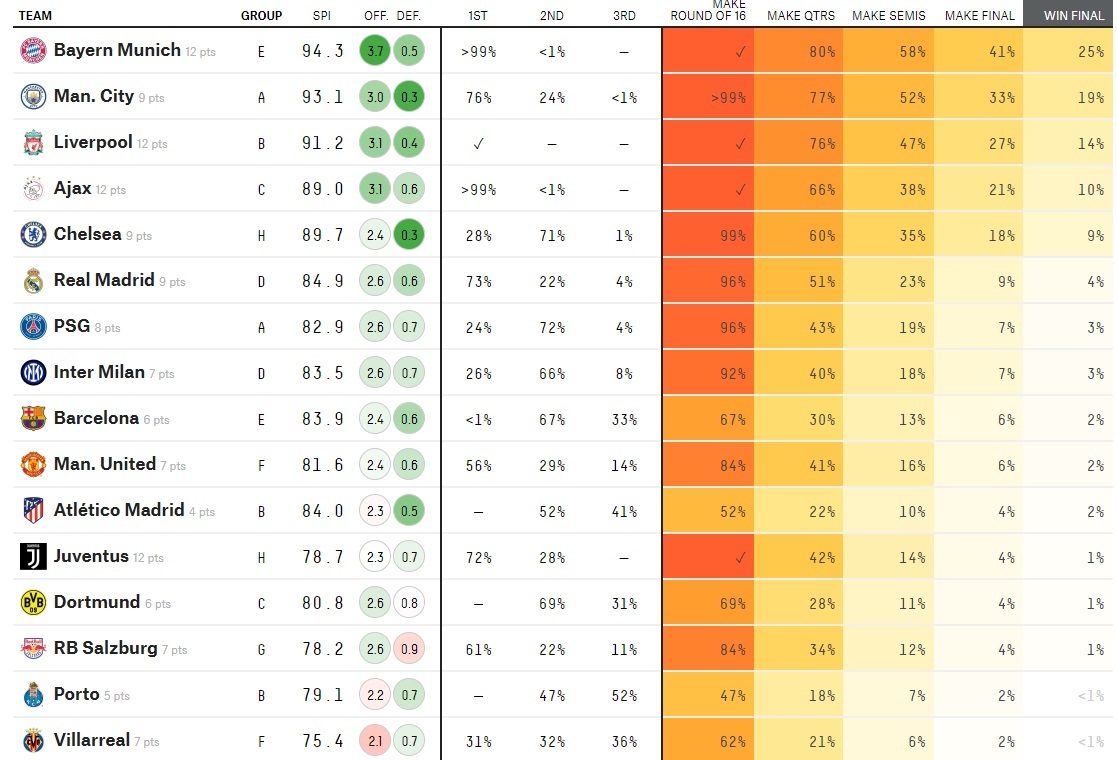 MAKE
TEAM GROUP SPI OFF. DEF. 1ST 2ND 3RD ROUND OF 16 MAKE QTRS MAKE SEMIS MAKE FINAL WIN FINAL
Bayern Munich 12 pts E 94.3 3.7 0.5 >99% <1% — ✓ 80% 58% 41% 25%
Man. City 9 pts A 93.1 3.0 0.3 76% 24% <1% >99% 77% 52% 33% 19%
Liverpool 12 pts B 91.2 3.1 0.4 ✓ — — ✓ 76% 47% 27% 14%
Ajax 12 pts C 89.0 3.1 0.6 >99% <1% — ✓ 66% 38% 21% 10%
Chelsea 9 pts H 89.7 2.4 0.3 28% 71% 1% 99% 60% 35% 18% 9%
Real Madrid 9 pts D 84.9 2.6 0.6 73% 22% 4% 96% 51% 23% 9% 4%
PSG 8 pts A 82.9 2.6 0.7 24% 72% 4% 96% 43% 19% 7% 3%
Inter Milan 7 pts D 83.5 2.6 0.7 26% 66% 8% 92% 40% 18% 7% 3%
Barcelona 6 pts E 83.9 2.4 0.6 <1% 67% 33% 67% 30% 13% 6% 2%
Man. United 7 pts F 81.6 2.4 0.6 56% 29% 14% 84% 41% 16% 6% 2%
Atlético Madrid 4 pts B 84.0 2.3 0.5 — 52% 41% 52% 22% 10% 4% 2%
Juventus 12 pts H 78.7 2.3 0.7 72% 28% — ✓ 42% 14% 4% 1%
BVB 09 Dortmund 6 pts C 80.8 2.6 0.8 — 69% 31% 69% 28% 11% 4% 1%
RB Salzburg 7 pts G 78.2 2.6 0.9 61% 22% 11% 84% 34% 12% 4% 1%
Porto 5 pts B 79.1 2.2 0.7 — 47% 52% 47% 18% 7% 2% <1%
Villarreal 7 pts F 75.4 2.1 0.7 31% 32% 36% 62% 21% 6% 2% <1%